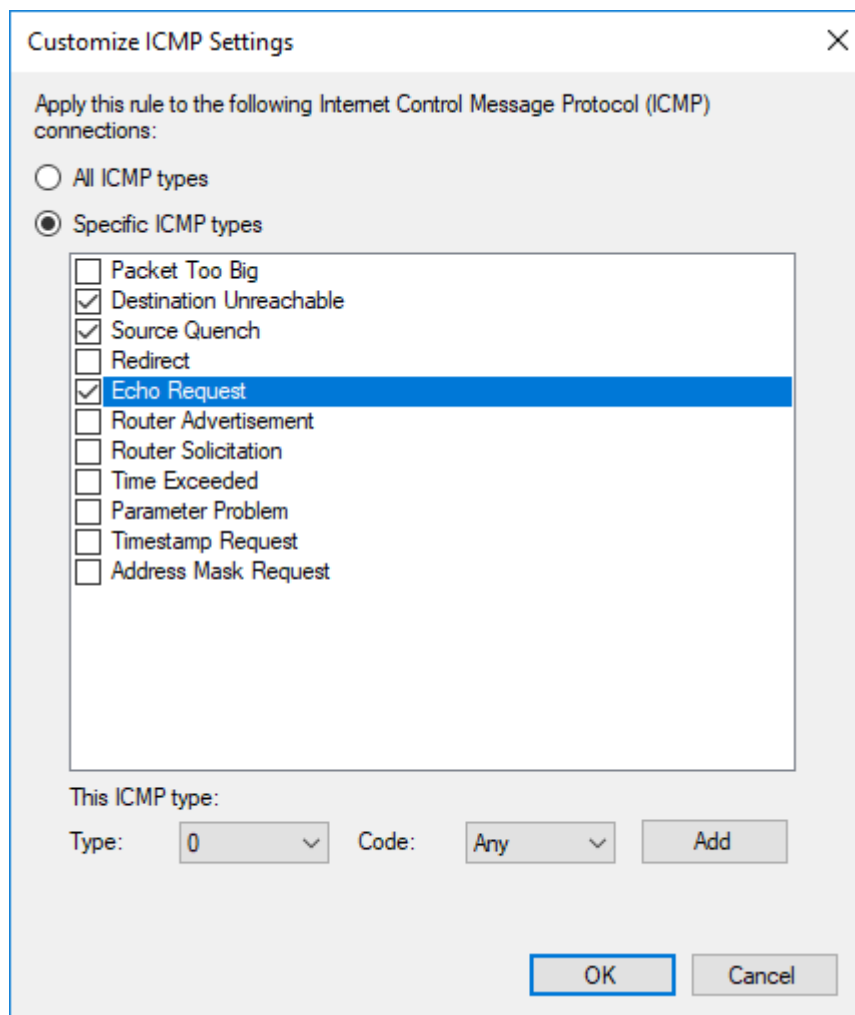 Customize ICMP Settings
Apply this rule to the following Internet Control Message Protocol (ICMP)
connections:
All ICMP types
Specific ICMP types
Packet Too Big
Destination Unreachable
Source Quench
Redirect
Echo Request
Router Advertisement
Router Solicitation
Time Exceeded
Parameter Problem
Timestamp Request
Address Mask Request
This ICMP type:
Type: 0 Code: Any Add
OK Cancel